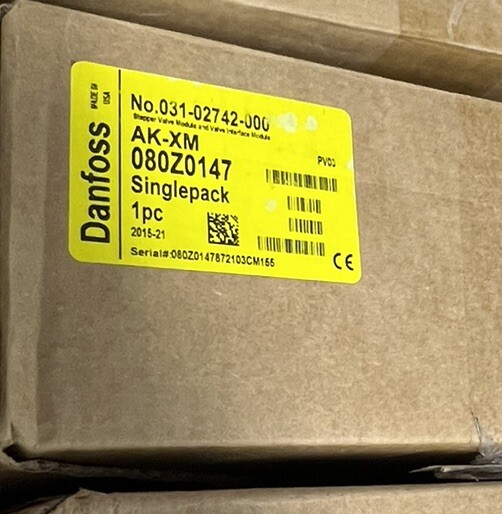 Danfoss
MADE IN
USA
No.031-02742-000
Stepper Valve Module and Valve Interface Module
AK-XM
080Z0147
PV03
Singlepack
1pc
2015-21
Serial#:080Z0147872103CM155
CE